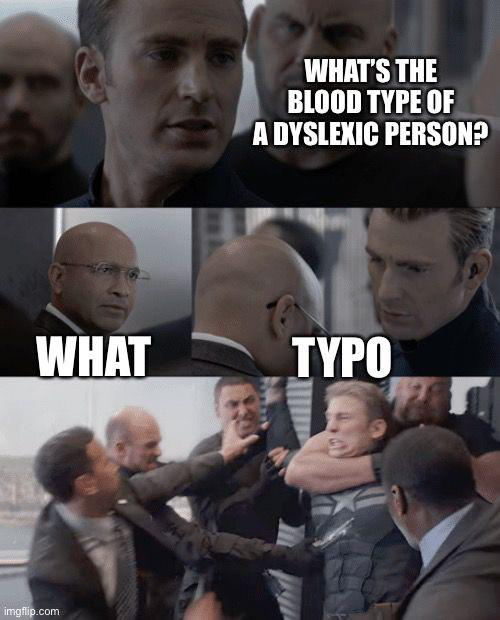 WHAT'S THE
BLOOD TYPE OF
A DYSLEXIC PERSON?
WHAT
TYPO
imgflip.com